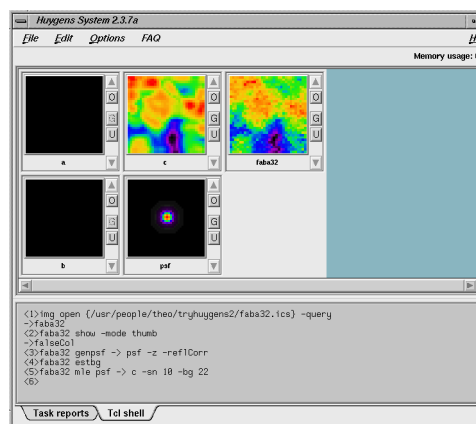 Huygens System 2.3.7a
File Edit Options FAQ H
Memory usage:
O G U O G U O G U
a c faba32
O G U O G U
b psf
<1>img open {/usr/people/theo/tryhuygens2/faba32.ics} -query
->faba32
<2>faba32 show -mode thumb
->falseCol
<3>faba32 genpsf -> psf -z -reflCorr
<4>faba32 estbg
<5>faba32 mle psf -> c -sn 10 -bg 22
<6>
Task reports Tcl shell